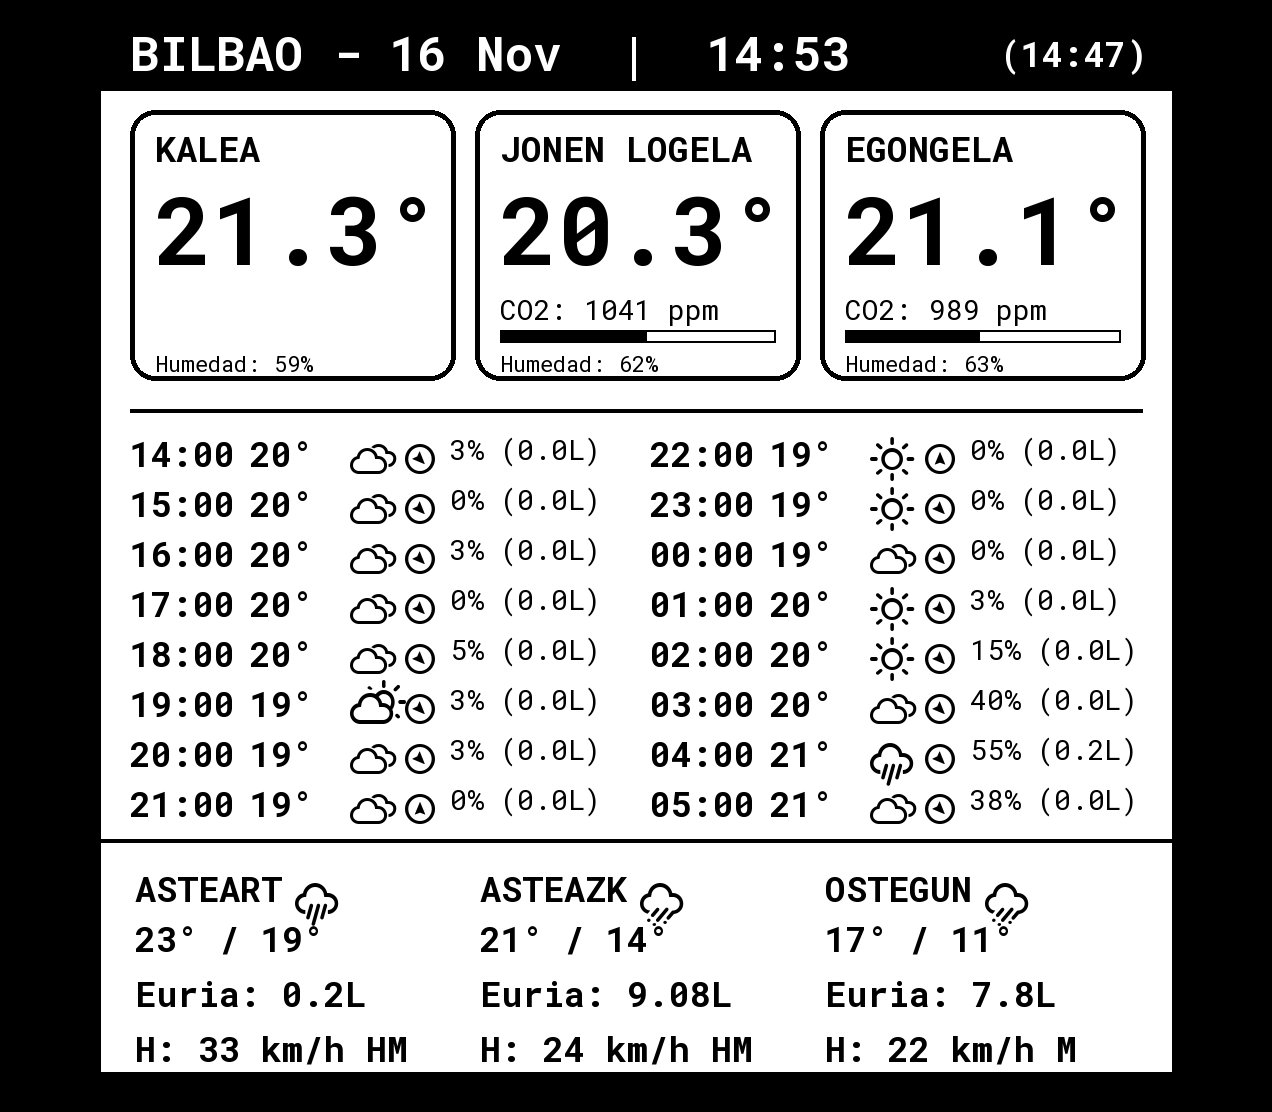 BILBAO - 16 Nov | 14:53 (14:47)
KALEA
21.3°
Humedad: 59%
JONEN LOGELA
20.3°
CO2: 1041 ppm
Humedad: 62%
EGONGELA
21.1°
CO2: 989 ppm
Humedad: 63%
14:00 20° 3% (0.0L)
15:00 20° 0% (0.0L)
16:00 20° 3% (0.0L)
17:00 20° 0% (0.0L)
18:00 20° 5% (0.0L)
19:00 19° 3% (0.0L)
20:00 19° 3% (0.0L)
21:00 19° 0% (0.0L)
22:00 19° 0% (0.0L)
23:00 19° 0% (0.0L)
00:00 19° 0% (0.0L)
01:00 20° 3% (0.0L)
02:00 20° 15% (0.0L)
03:00 20° 40% (0.0L)
04:00 21° 55% (0.2L)
05:00 21° 38% (0.0L)
ASTEART
23° / 19°
Euria: 0.2L
H: 33 km/h HM
ASTEAZK
21° / 14°
Euria: 9.08L
H: 24 km/h HM
OSTEGUN
17° / 11°
Euria: 7.8L
H: 22 km/h M